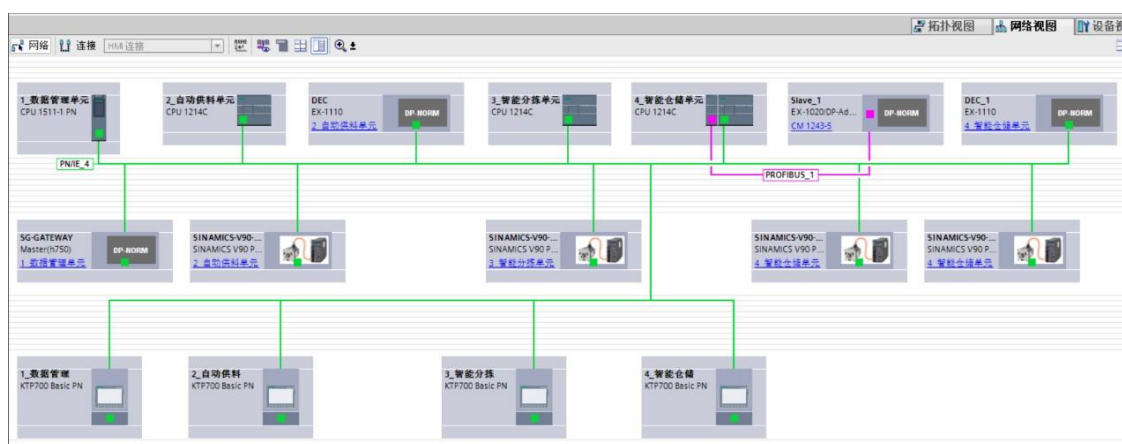 拓扑视图 网络视图 设备视
网络 连接 HMI 连接
1_数据管理单元
CPU 1511-1 PN
2_自动供料单元
CPU 1214C
DEC
EX-1110
2_自动供料单元
DP-NORM
3_智能分拣单元
CPU 1214C
4_智能仓储单元
CPU 1214C
Slave_1
EX-1020/DP-Ad...
CM 1243-5
DP-NORM
DEC_1
EX-1110
4_智能仓储单元
DP-NORM
PN/IE_4
PROFIBUS_1
SG-GATEWAY
Master(h750)
1_数据管理单元
DP-NORM
SINAMICS-V90-...
SINAMICS V90 P...
2_自动供料单元
SINAMICS-V90-...
SINAMICS V90 P...
3_智能分拣单元
SINAMICS-V90-...
SINAMICS V90 P...
4_智能仓储单元
SINAMICS-V90-...
SINAMICS V90 P...
4_智能仓储单元
1_数据管理
KTP700 Basic PN
2_自动供料
KTP700 Basic PN
3_智能分拣
KTP700 Basic PN
4_智能仓储
KTP700 Basic PN